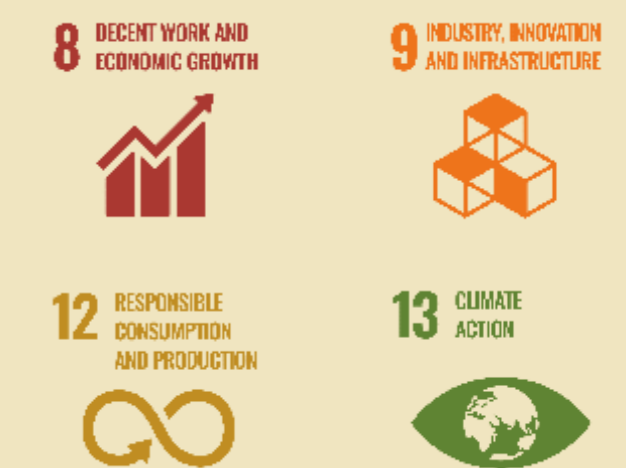 8 DECENT WORK AND
ECONOMIC GROWTH
9 INDUSTRY, INNOVATION
AND INFRASTRUCTURE
12 RESPONSIBLE
CONSUMPTION
AND PRODUCTION
13 CLIMATE
ACTION